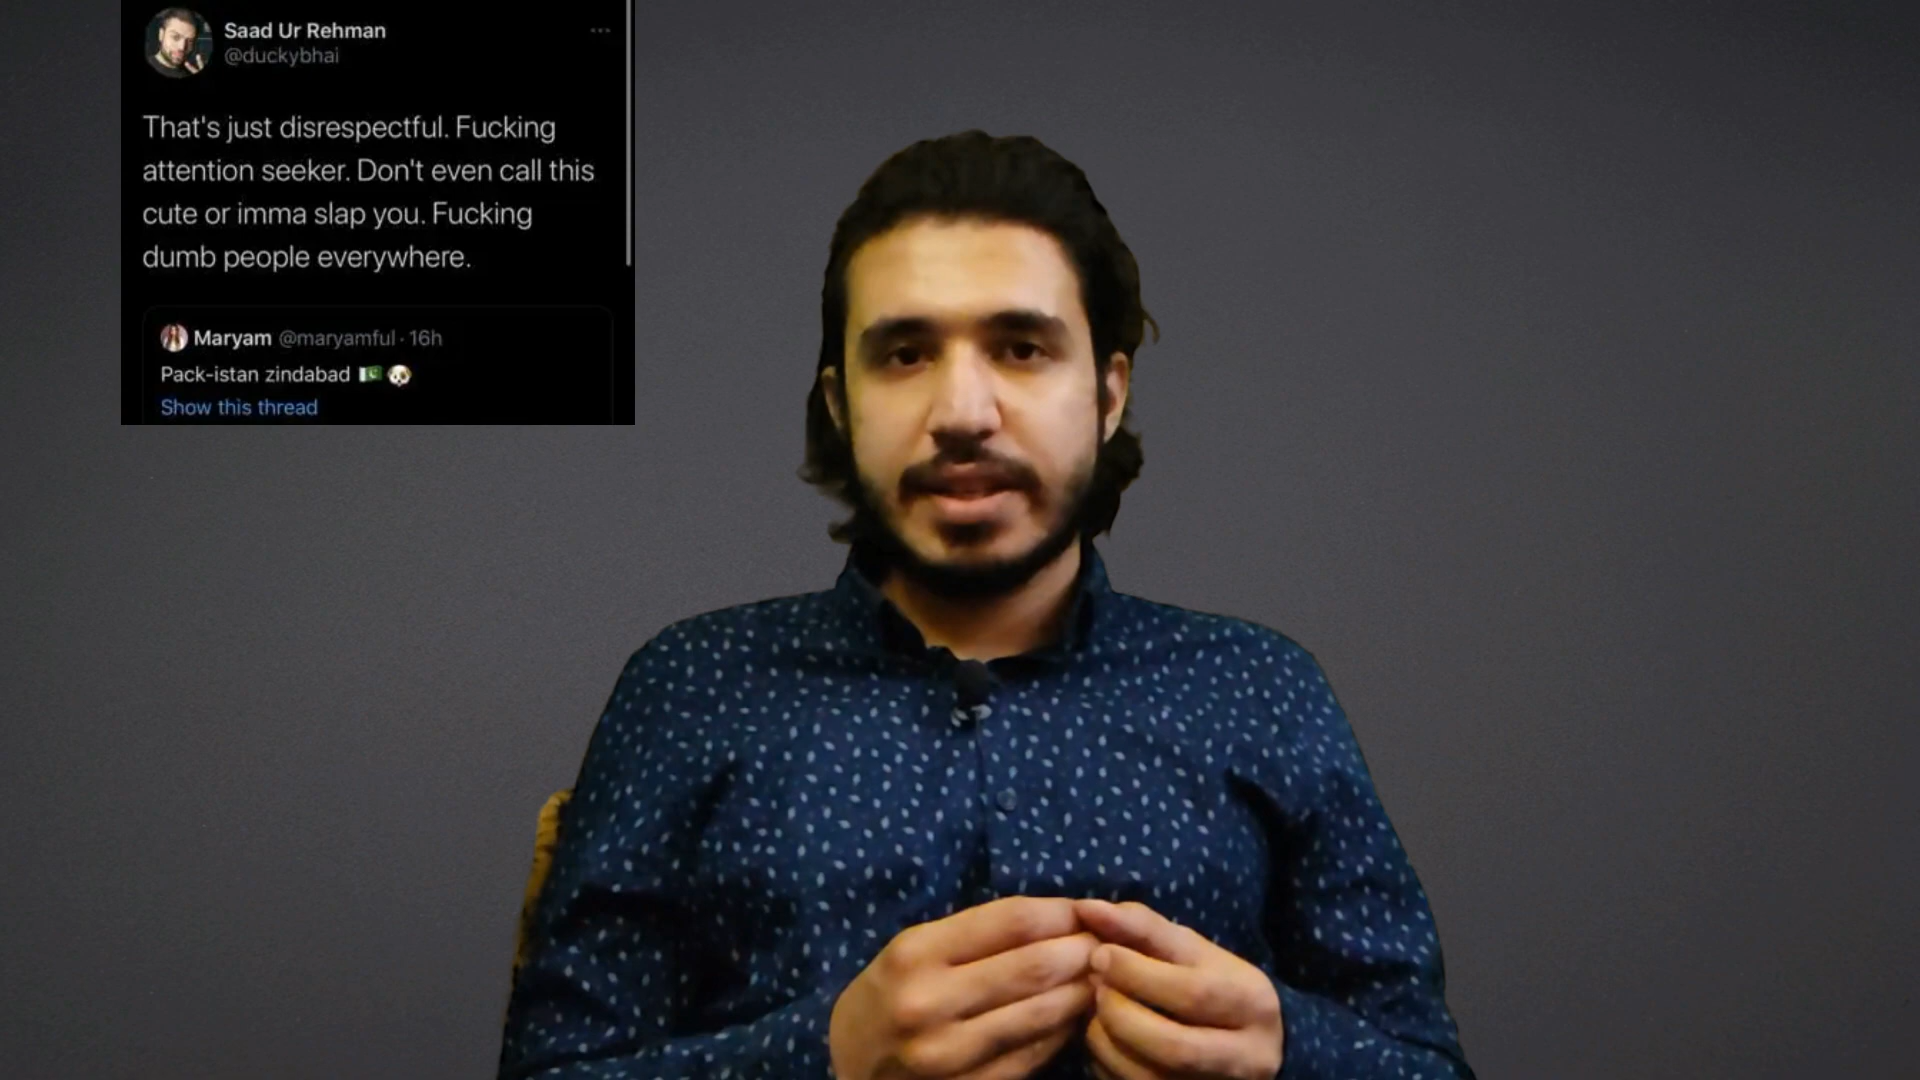 Saad Ur Rehman
@duckybhai
That's just disrespectful. Fucking
attention seeker. Don't even call this
cute or imma slap you. Fucking
dumb people everywhere.
Maryam @maryamful · 16h
Pack-istan zindabad 🇵🇰 🐶
Show this thread